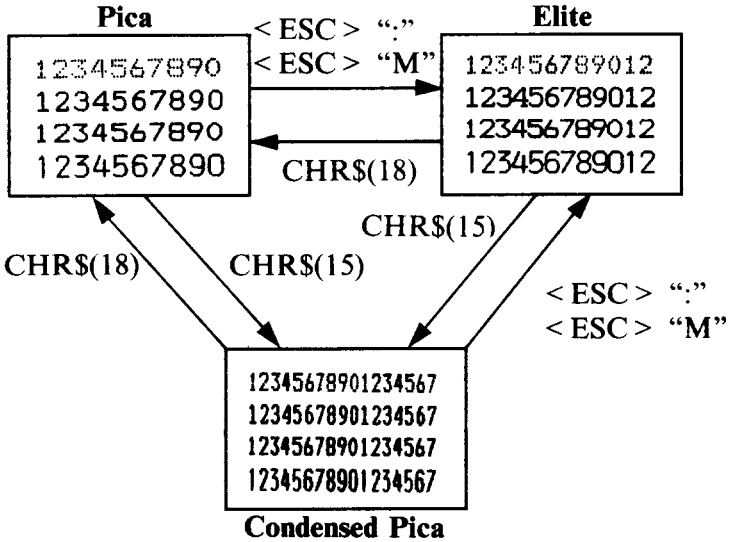 Pica
Elite
< ESC > “:”
< ESC > “M”
1234567890
1234567890
1234567890
1234567890
123456789012
123456789012
123456789012
123456789012
CHR$(18)
CHR$(15)
CHR$(18)
CHR$(15)
< ESC > “:”
< ESC > “M”
12345678901234567
12345678901234567
12345678901234567
12345678901234567
Condensed Pica